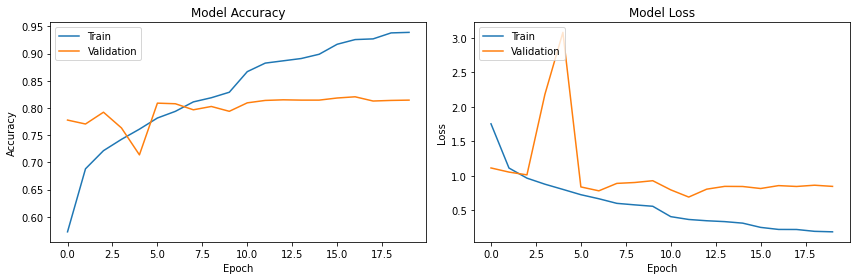 Model Accuracy
Train
Validation
0.95
0.90
0.85
0.80
0.75
0.70
0.65
0.60
Accuracy
0.0 2.5 5.0 7.5 10.0 12.5 15.0 17.5
Epoch
Model Loss
Train
Validation
3.0
2.5
2.0
1.5
1.0
0.5
Loss
0.0 2.5 5.0 7.5 10.0 12.5 15.0 17.5
Epoch